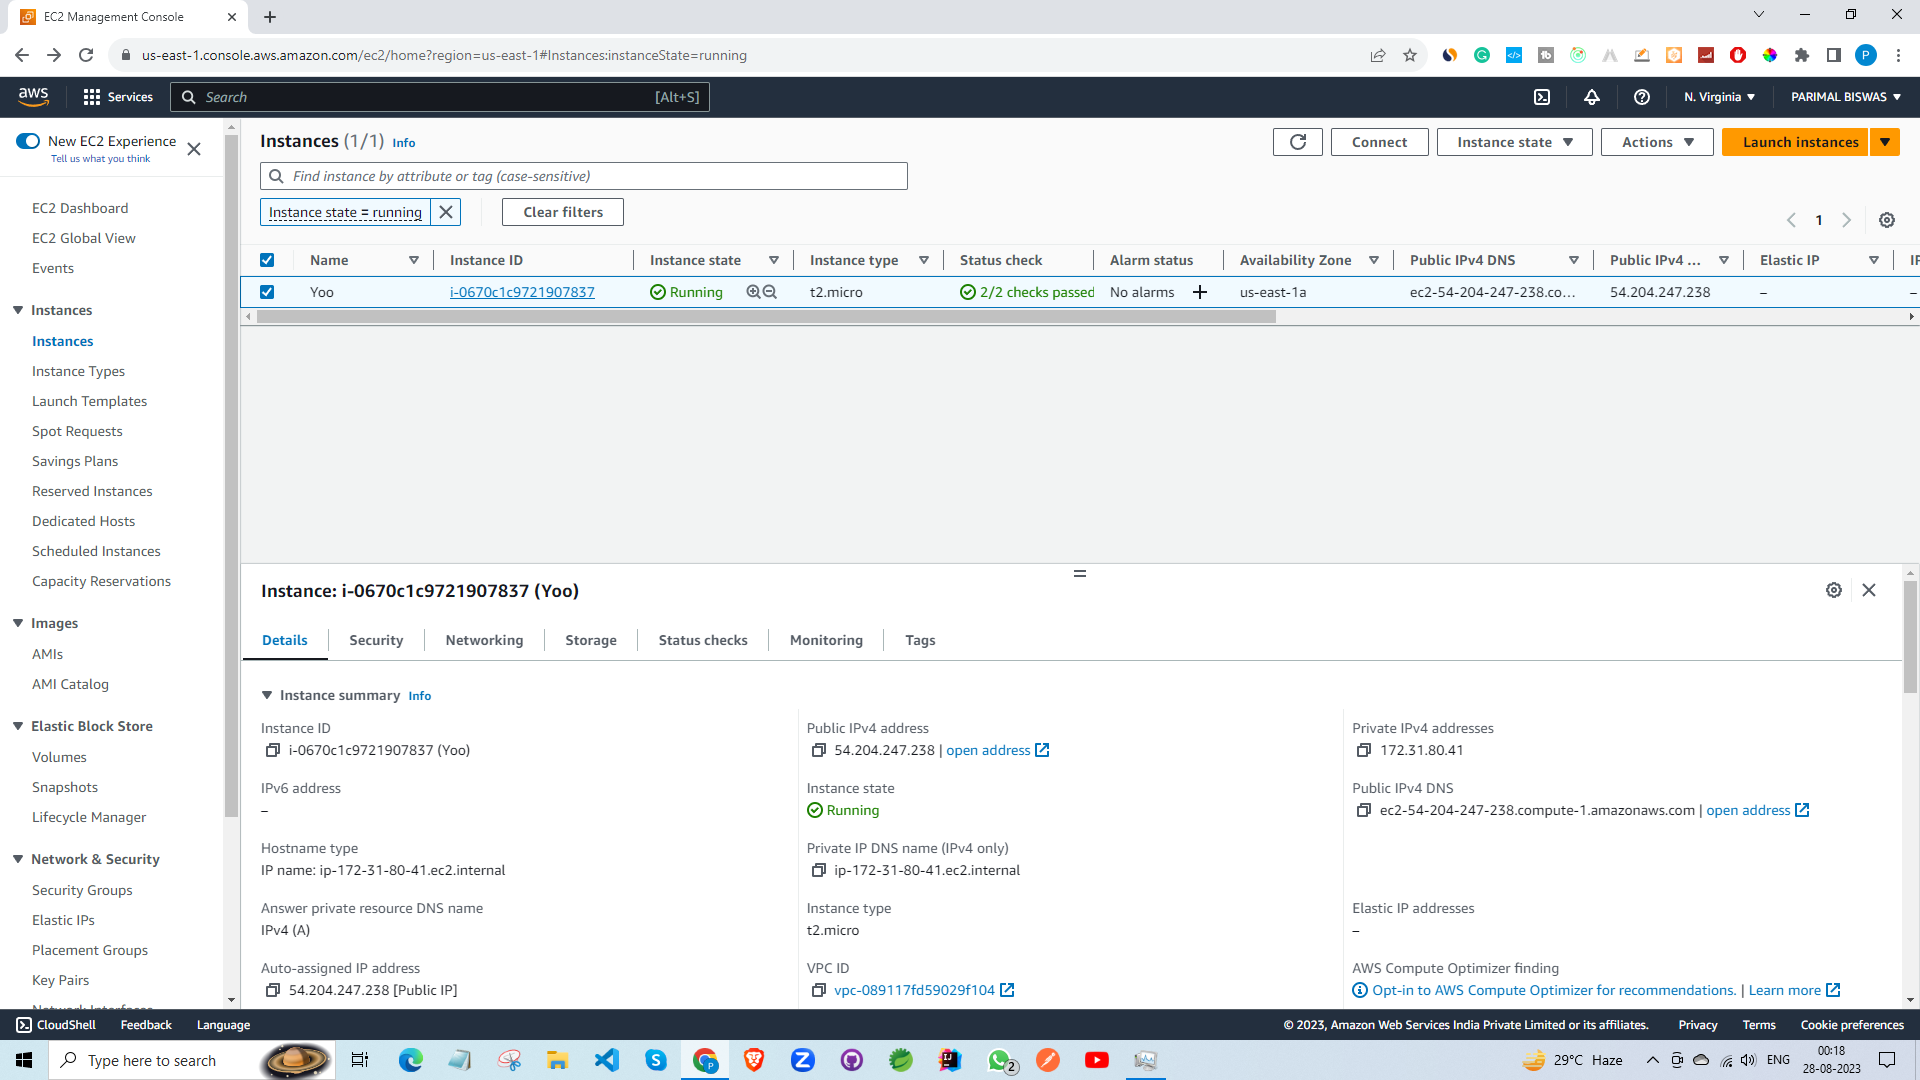 EC2 Management Console
us-east-1.console.aws.amazon.com/ec2/home?region=us-east-1#Instances:instanceState=running
P
aws
Services
Search
[Alt+S]
N. Virginia
PARIMAL BISWAS
New EC2 Experience
Tell us what you think
EC2 Dashboard
EC2 Global View
Events
Instances
Instances
Instance Types
Launch Templates
Spot Requests
Savings Plans
Reserved Instances
Dedicated Hosts
Scheduled Instances
Capacity Reservations
Images
AMIs
AMI Catalog
Elastic Block Store
Volumes
Snapshots
Lifecycle Manager
Network & Security
Security Groups
Elastic IPs
Placement Groups
Key Pairs
Network Interfaces
Instances (1/1) Info
Connect
Instance state
Actions
Launch instances
Find instance by attribute or tag (case-sensitive)
Instance state = running
Clear filters
1
Name Instance ID Instance state Instance type Status check Alarm status Availability Zone Public IPv4 DNS Public IPv4 ... Elastic IP IP
Yoo i-0670c1c9721907837 Running t2.micro 2/2 checks passed No alarms + us-east-1a ec2-54-204-247-238.co... 54.204.247.238 – –
Instance: i-0670c1c9721907837 (Yoo)
Details Security Networking Storage Status checks Monitoring Tags
Instance summary Info
Instance ID
i-0670c1c9721907837 (Yoo)
Public IPv4 address
54.204.247.238 | open address
Private IPv4 addresses
172.31.80.41
IPv6 address
–
Instance state
Running
Public IPv4 DNS
ec2-54-204-247-238.compute-1.amazonaws.com | open address
Hostname type
IP name: ip-172-31-80-41.ec2.internal
Private IP DNS name (IPv4 only)
ip-172-31-80-41.ec2.internal
Answer private resource DNS name
IPv4 (A)
Instance type
t2.micro
Elastic IP addresses
–
Auto-assigned IP address
54.204.247.238 [Public IP]
VPC ID
vpc-089117fd59029f104
AWS Compute Optimizer finding
Opt-in to AWS Compute Optimizer for recommendations. | Learn more
CloudShell Feedback Language
© 2023, Amazon Web Services India Private Limited or its affiliates. Privacy Terms Cookie preferences
Type here to search
2
29°C Haze
ENG
00:18
28-08-2023